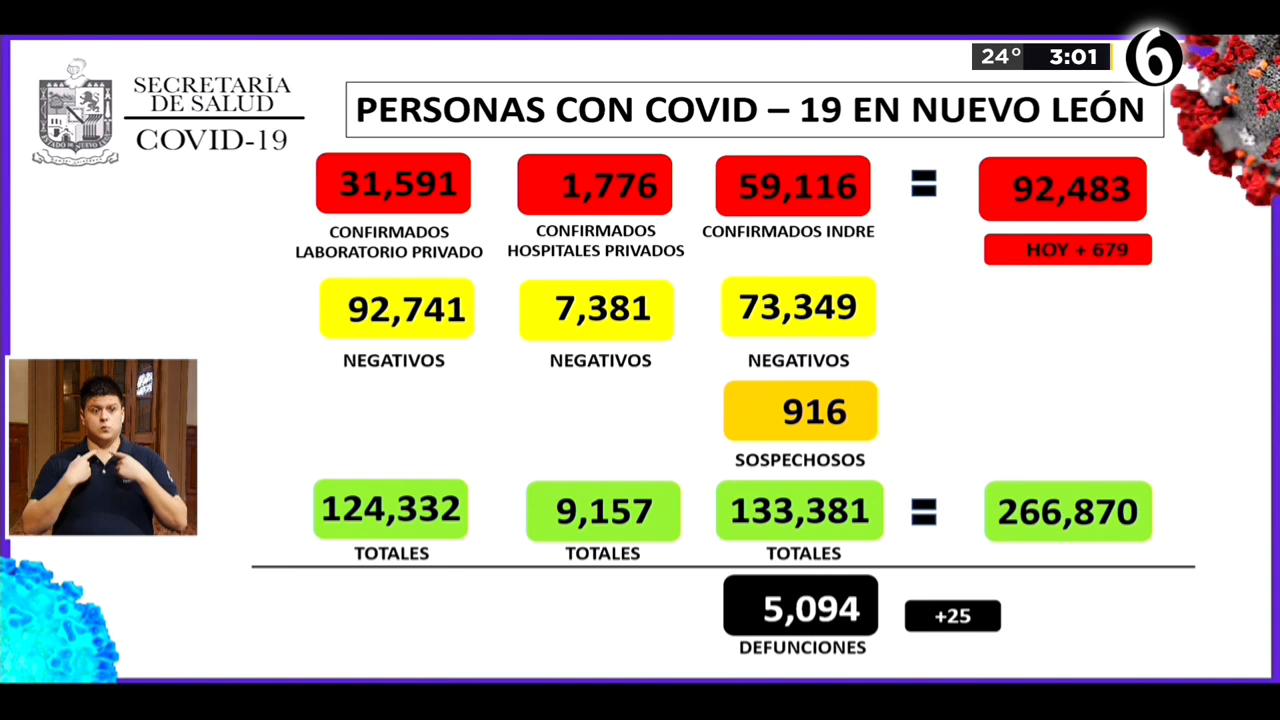 24° 3:01 6
SECRETARÍA
DE SALUD
COVID-19
PERSONAS CON COVID – 19 EN NUEVO LEÓN
31,591 1,776 59,116 = 92,483
CONFIRMADOS
LABORATORIO PRIVADO
CONFIRMADOS
HOSPITALES PRIVADOS
CONFIRMADOS INDRE
HOY + 679
92,741 7,381 73,349
NEGATIVOS NEGATIVOS NEGATIVOS
916
SOSPECHOSOS
124,332 9,157 133,381 = 266,870
TOTALES TOTALES TOTALES
5,094 +25
DEFUNCIONES